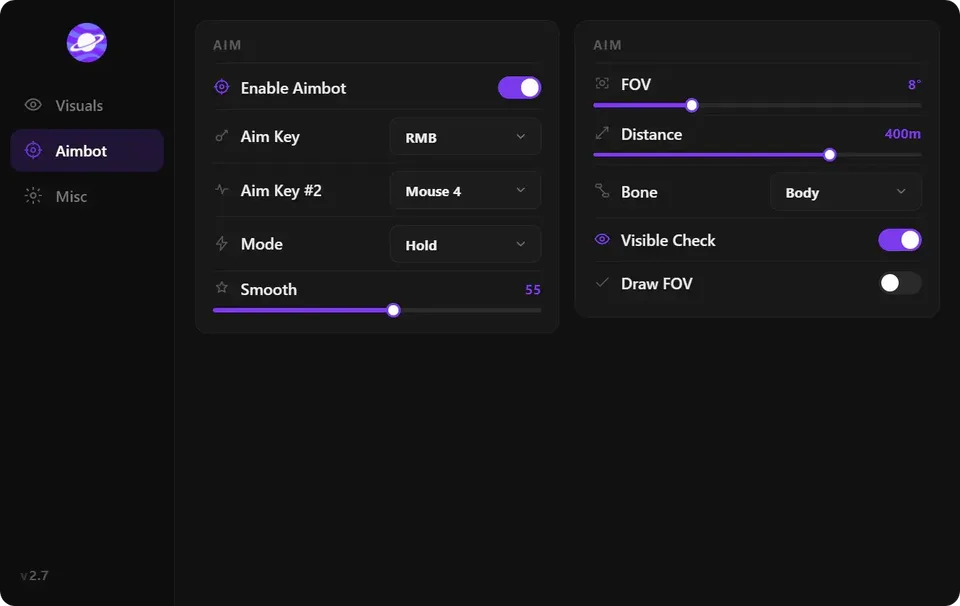 Visuals
Aimbot
Misc
v2.7
AIM
Enable Aimbot
Aim Key RMB
Aim Key #2 Mouse 4
Mode Hold
Smooth 55
AIM
FOV 8°
Distance 400m
Bone Body
Visible Check
Draw FOV